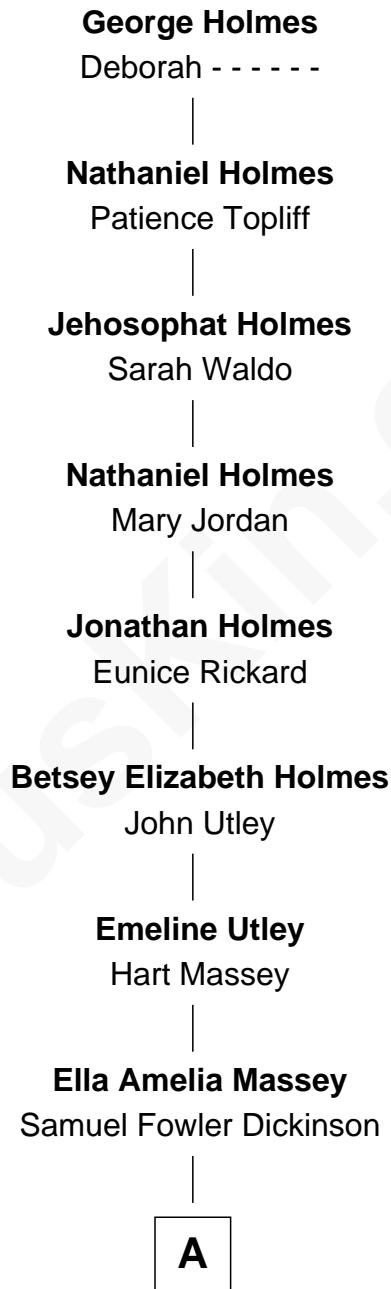 George Holmes
Deborah - - - - - -
Nathaniel Holmes
Patience Topliff
Jehosophat Holmes
Sarah Waldo
Nathaniel Holmes
Mary Jordan
Jonathan Holmes
Eunice Rickard
Betsey Elizabeth Holmes
John Utley
Emeline Utley
Hart Massey
Ella Amelia Massey
Samuel Fowler Dickinson
A